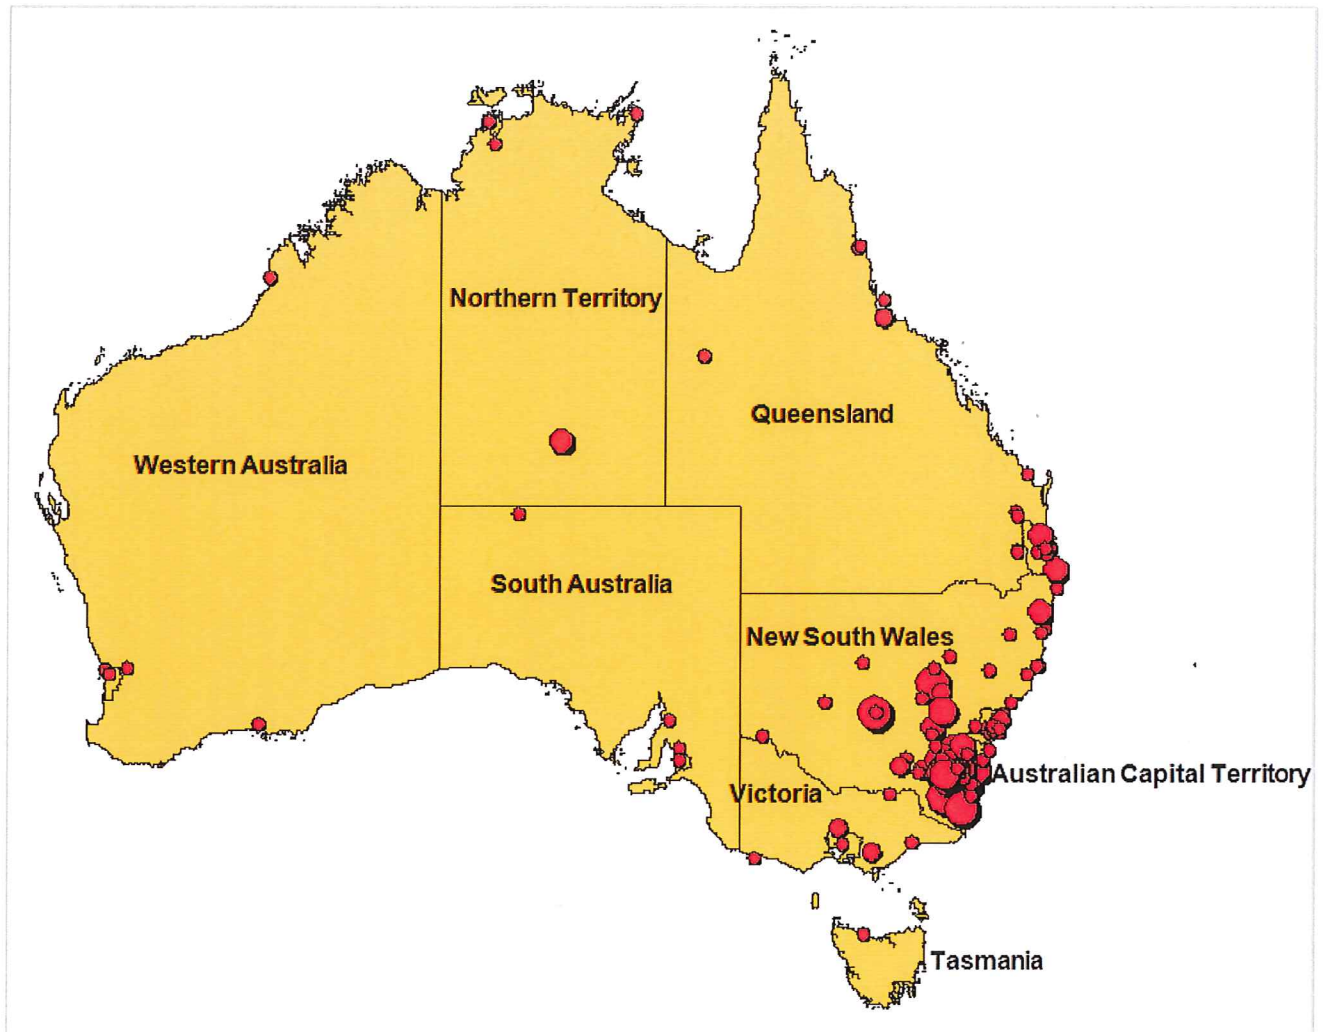 Northern Territory
Queensland
Western Australia
South Australia
New South Wales
Australian Capital Territory
Victoria
Tasmania